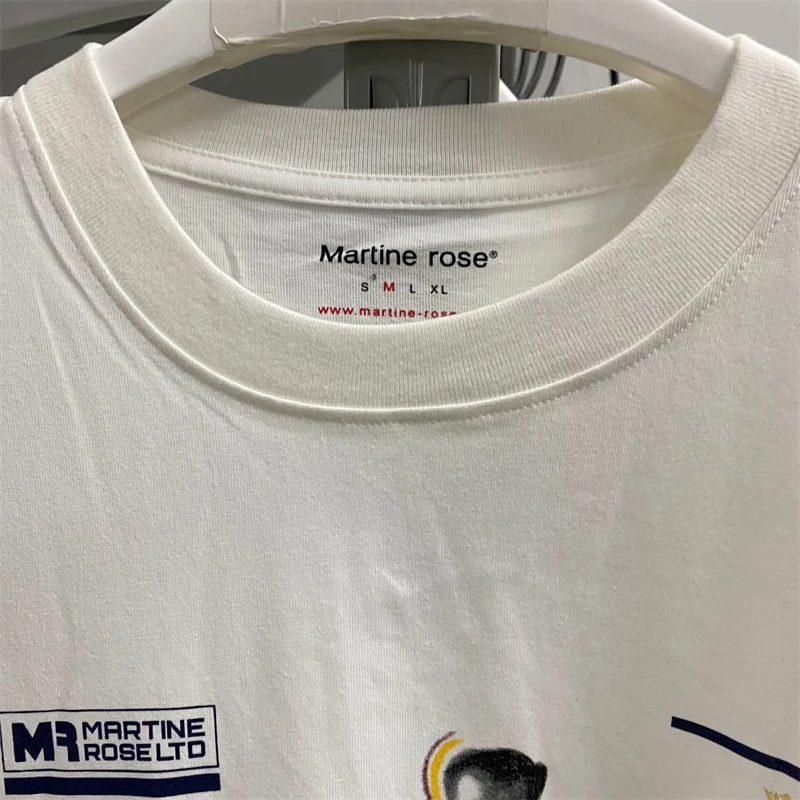 Martine rose®
S M L XL
www.martine-rose
MR MARTINE
ROSE LTD